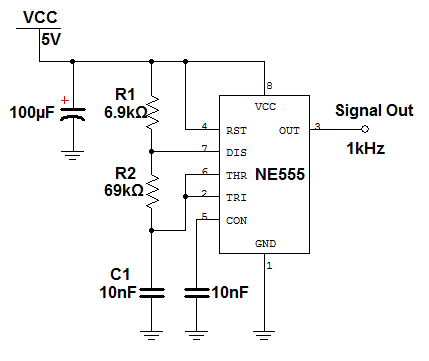 VCC
5V
100µF
R1
6.9kΩ
R2
69kΩ
C1
10nF
10nF
8
VCC
4 RST
7 DIS
6 THR
2 TRI
5 CON
NE555
OUT 3
GND
1
Signal Out
1kHz